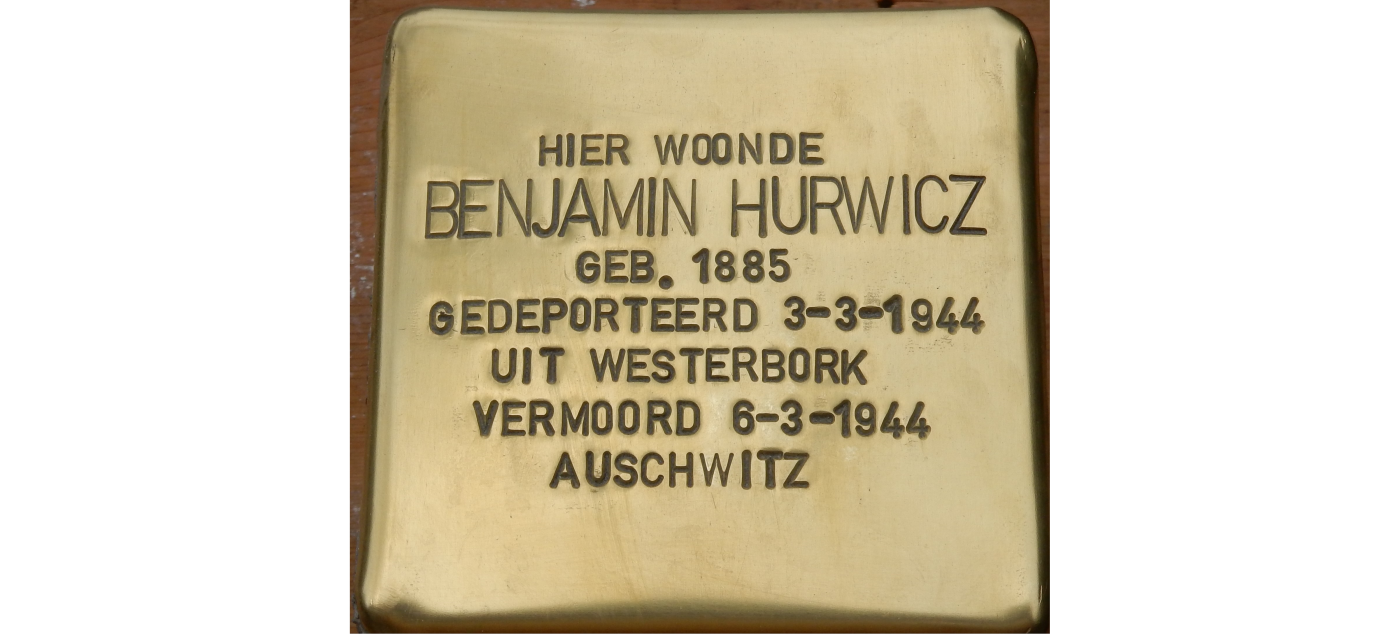 HIER WOONDE
BENJAMIN HURWICZ
GEB. 1885
GEDEPORTEERD 3-3-1944
UIT WESTERBORK
VERMOORD 6-3-1944
AUSCHWITZ